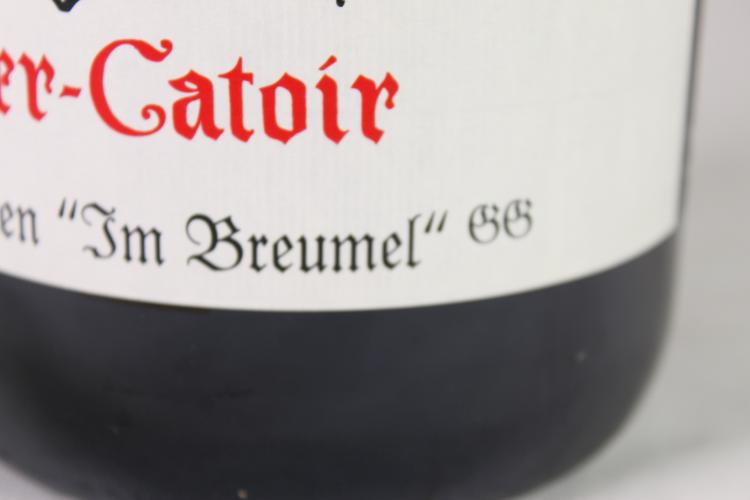 er-Catoir
en “Im Breumel“ GG